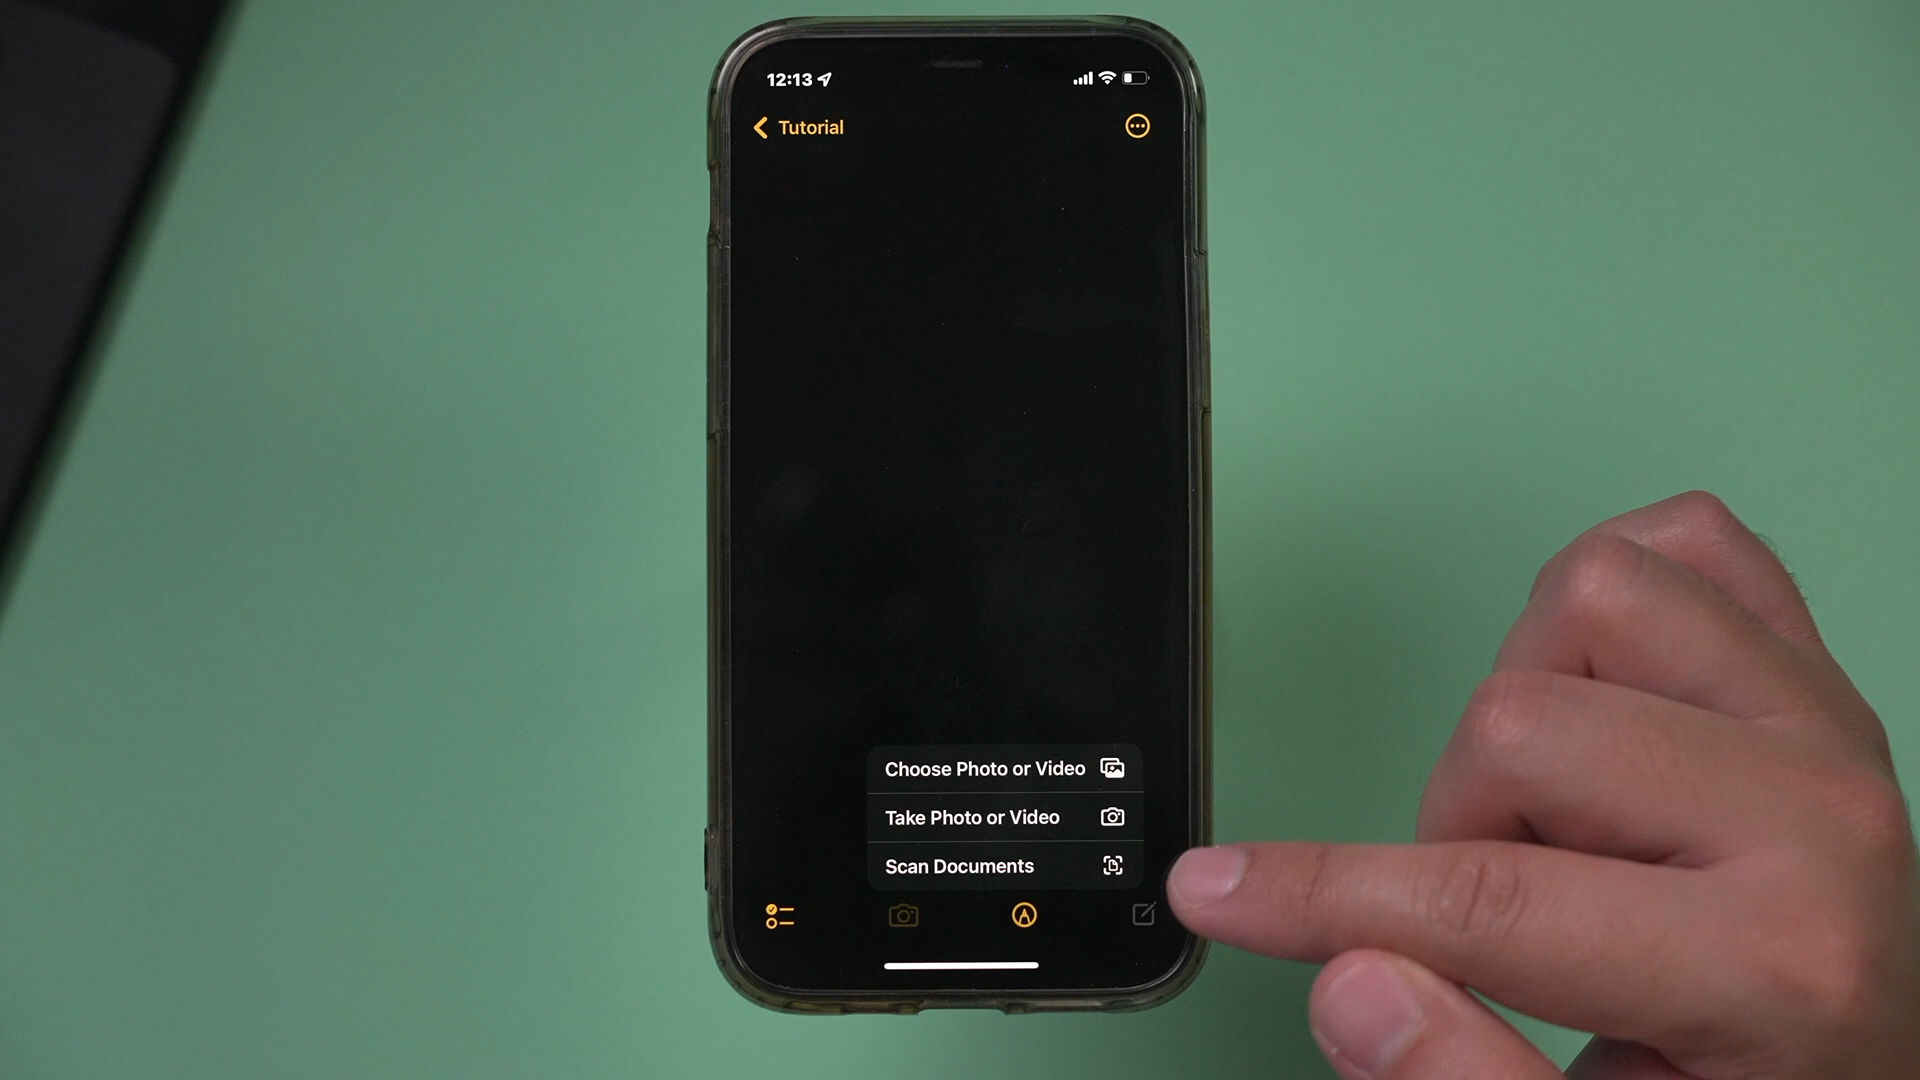 12:13
Tutorial
Choose Photo or Video
Take Photo or Video
Scan Documents